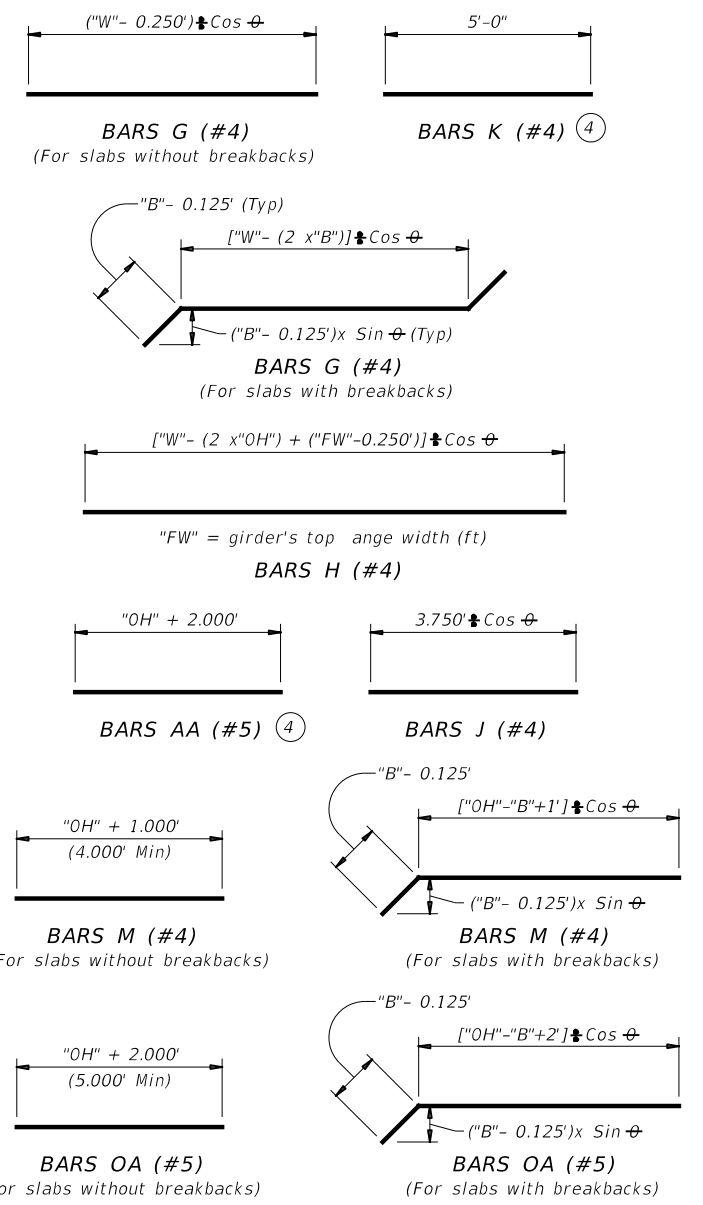 ("W"– 0.250')÷Cos θ
5'-0"
BARS G (#4)
BARS K (#4) 4
(For slabs without breakbacks)
"B"– 0.125' (Typ)
["W"– (2 x"B")]÷Cos θ
("B"– 0.125')x Sin θ (Typ)
BARS G (#4)
(For slabs with breakbacks)
["W"– (2 x"OH") + ("FW"–0.250')]÷Cos θ
"FW" = girder's top ange width (ft)
BARS H (#4)
"OH" + 2.000'
3.750'÷Cos θ
BARS AA (#5) 4
BARS J (#4)
"B"– 0.125'
["OH"–"B"+1']÷Cos θ
"OH" + 1.000'
(4.000' Min)
("B"– 0.125')x Sin θ
BARS M (#4)
BARS M (#4)
For slabs without breakbacks)
(For slabs with breakbacks)
"B"– 0.125'
["OH"–"B"+2']÷Cos θ
"OH" + 2.000'
(5.000' Min)
("B"– 0.125')x Sin θ
BARS OA (#5)
BARS OA (#5)
or slabs without breakbacks)
(For slabs with breakbacks)